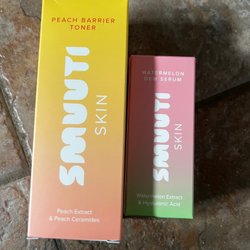 PEACH BARRIER
TONER
SMUUTI
SKIN
Peach Extract
& Peach Ceramides
WATERMELON
DEW SERUM
SMUUTI
SKIN
Watermelon Extract
& Hyaluronic Acid